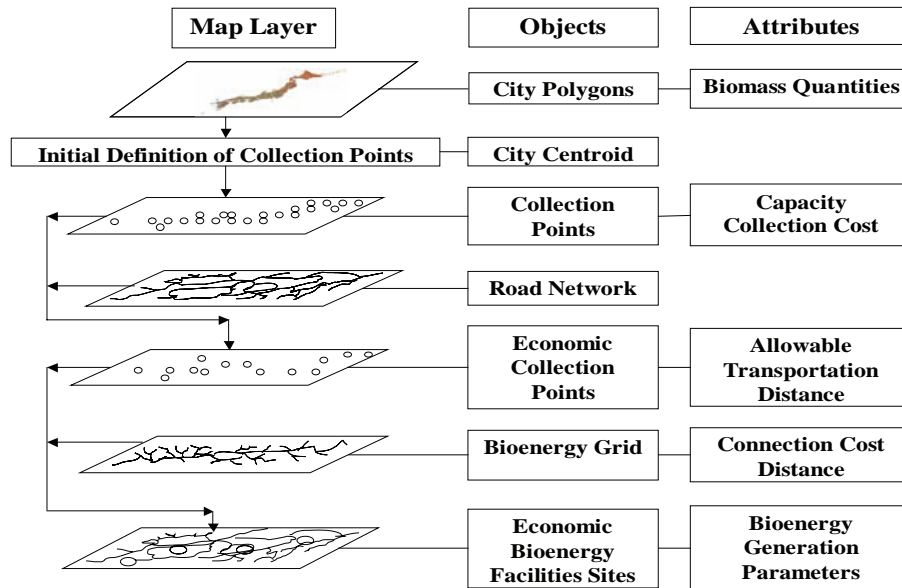 Map Layer
Objects
Attributes
City Polygons
Biomass Quantities
Initial Definition of Collection Points
City Centroid
Collection
Points
Capacity
Collection Cost
Road Network
Economic
Collection
Points
Allowable
Transportation
Distance
Bioenergy Grid
Connection Cost
Distance
Economic
Bioenergy
Facilities Sites
Bioenergy
Generation
Parameters